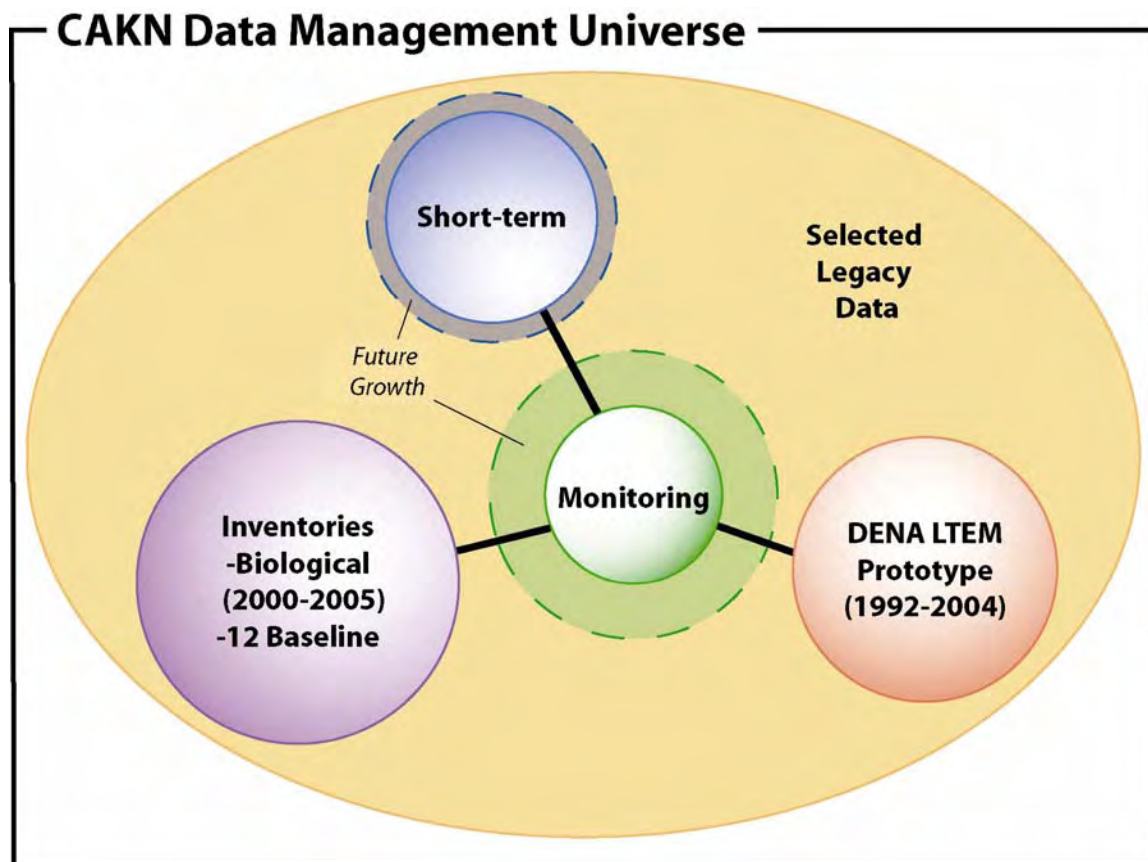 CAKN Data Management Universe
Short-term
Selected
Legacy
Data
Future
Growth
Monitoring
Inventories
-Biological
(2000-2005)
-12 Baseline
DENA LTEM
Prototype
(1992-2004)